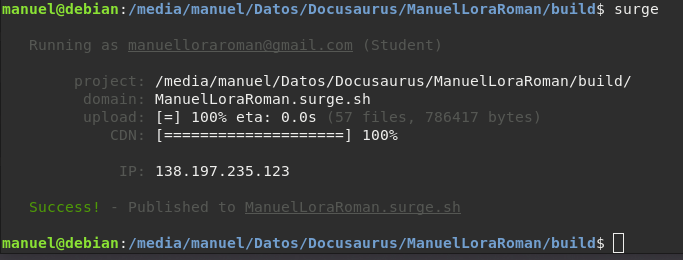 manuel@debian:/media/manuel/Datos/Docusaurus/ManuelLoraRoman/build$ surge
Running as manuelloraroman@gmail.com (Student)
project: /media/manuel/Datos/Docusaurus/ManuelLoraRoman/build/
domain: ManuelLoraRoman.surge.sh
upload: [=] 100% eta: 0.0s (57 files, 786417 bytes)
CDN: [====================] 100%
IP: 138.197.235.123
Success! - Published to ManuelLoraRoman.surge.sh
manuel@debian:/media/manuel/Datos/Docusaurus/ManuelLoraRoman/build$